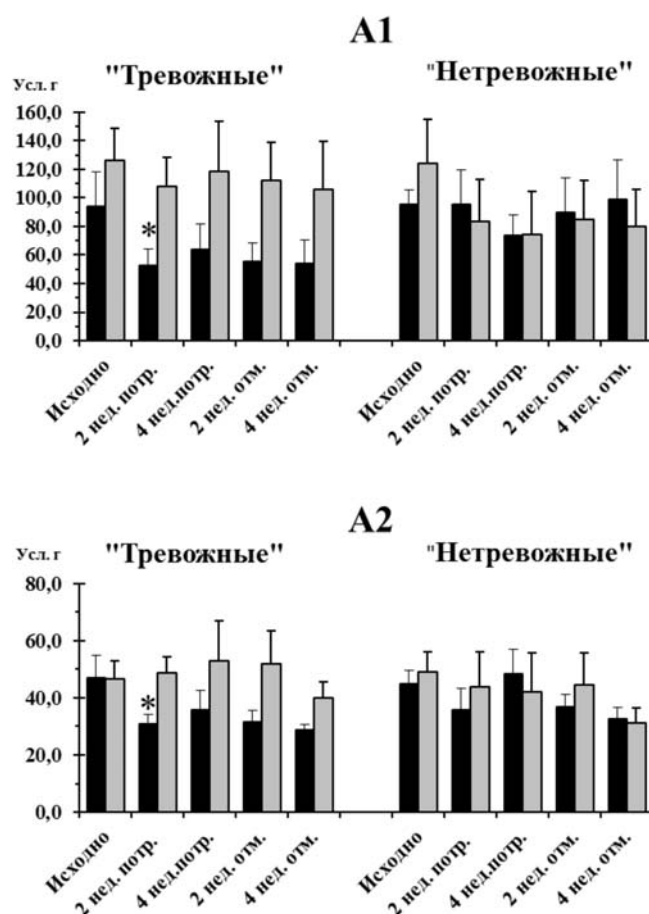 A1
"Тревожные" "Нетревожные"
Усл. г
160,0
140,0
120,0
100,0
80,0
60,0
40,0
20,0
0,0
*
Исходно
2 нед. потр.
4 нед.потр.
2 нед. отм.
4 нед. отм.
Исходно
2 нед. потр.
4 нед.потр.
2 нед. отм.
4 нед. отм.
A2
"Тревожные" "Нетревожные"
Усл. г
80,0
60,0
40,0
20,0
0,0
*
Исходно
2 нед. потр.
4 нед.потр.
2 нед. отм.
4 нед. отм.
Исходно
2 нед. потр.
4 нед.потр.
2 нед. отм.
4 нед. отм.